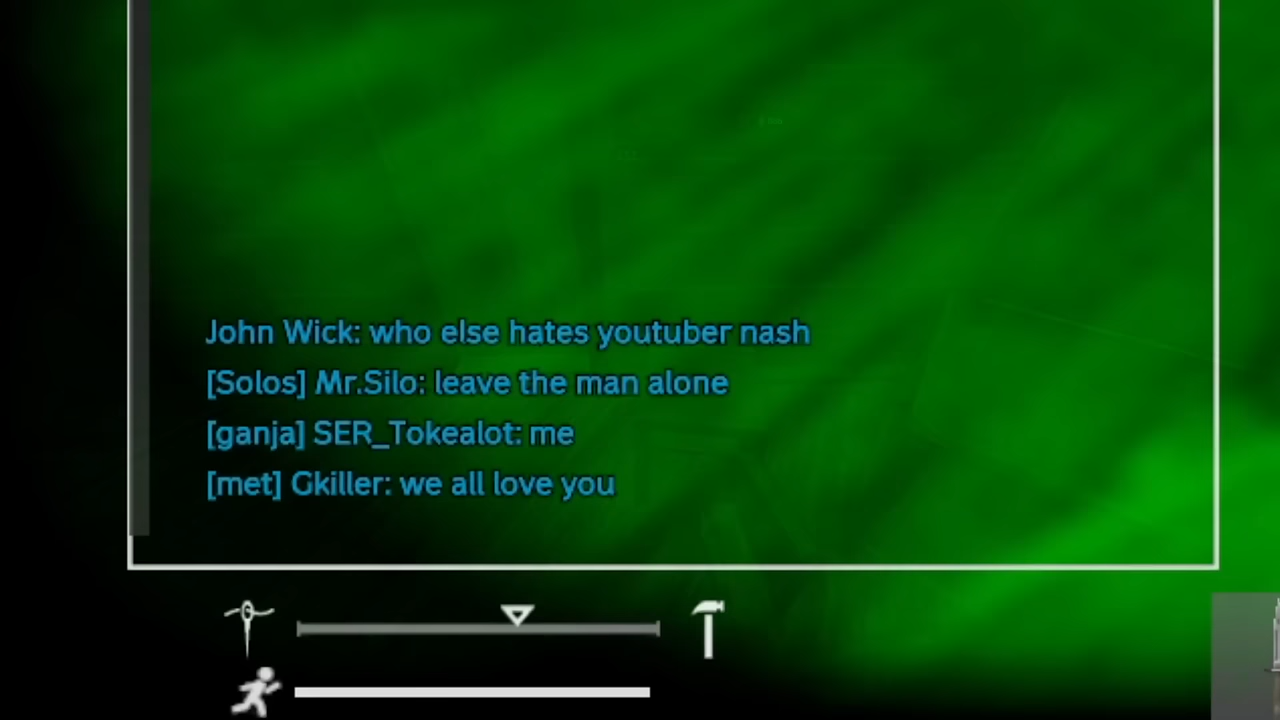 John Wick: who else hates youtuber nash
[Solos] Mr.Silo: leave the man alone
[ganja] SER_Tokealot: me
[met] Gkiller: we all love you